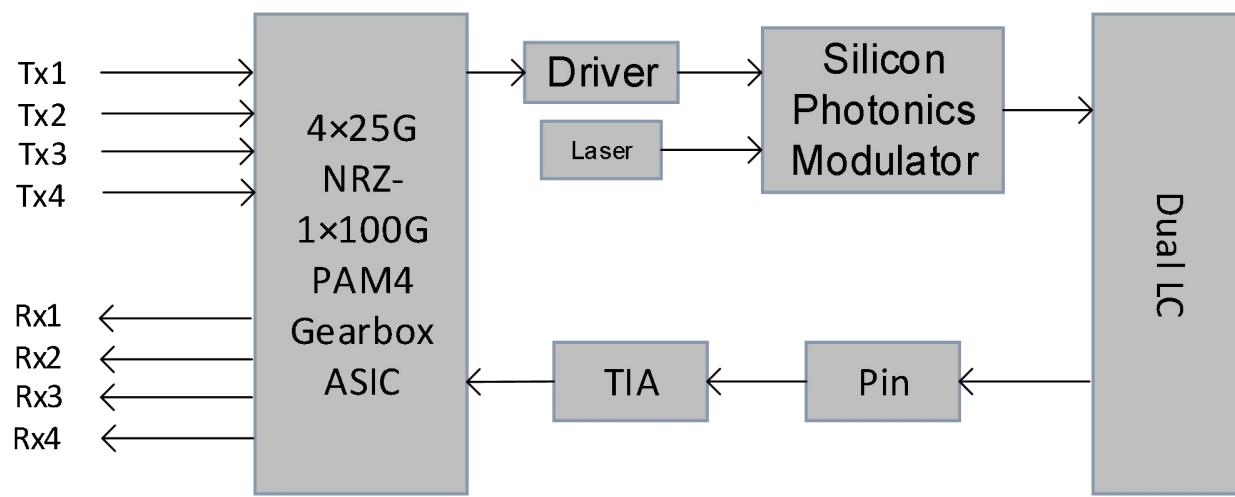 Tx1
Tx2
Tx3
Tx4
Rx1
Rx2
Rx3
Rx4
4×25G
NRZ-
1×100G
PAM4
Gearbox
ASIC
Driver
Laser
Silicon
Photonics
Modulator
TIA
Pin
Dual LC